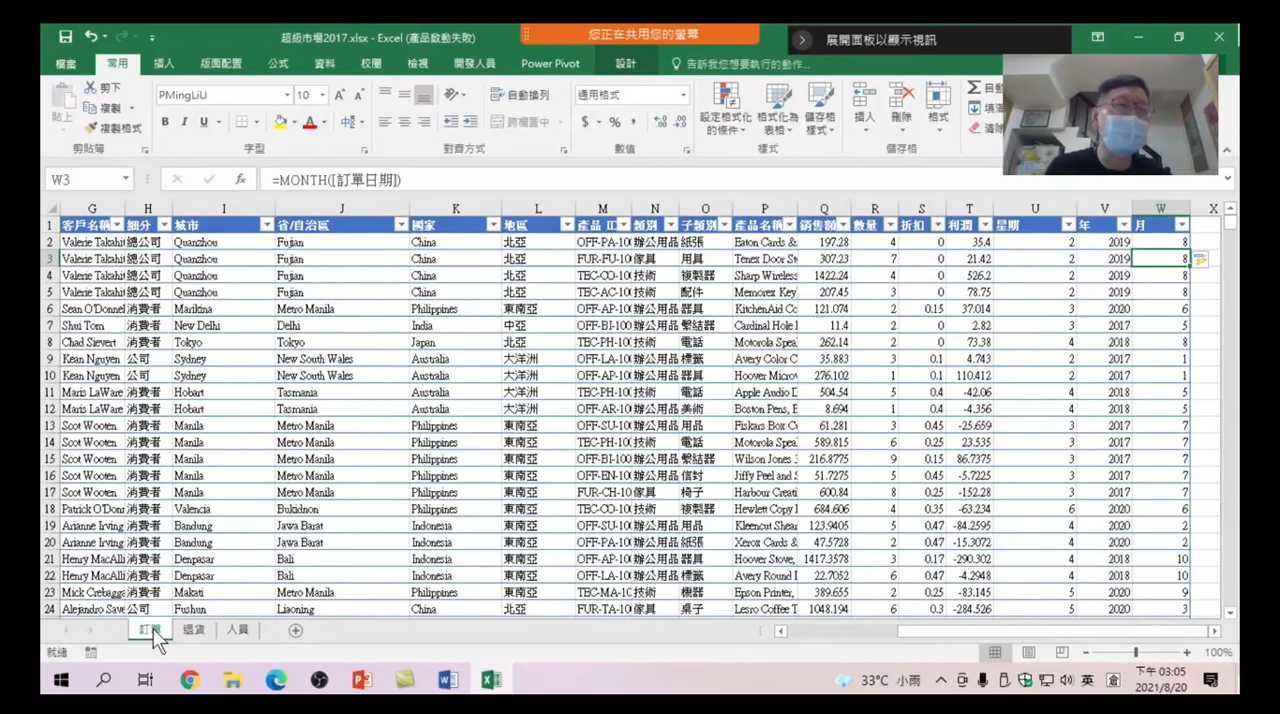 超級市場2017.xlsx - Excel (產品啟動失敗)
您正在共用您的螢幕
展開面板以顯示視訊
檔案 常用 插入 版面配置 公式 資料 校閱 檢視 開發人員 Power Pivot 設計 告訴我您想要執行的動作...
貼上 剪下 複製 複製格式 剪貼簿
PMingLiU 10 B I U 字型
自動換列 跨欄置中 對齊方式
通用格式 $ % 數值
設定格式化的條件 格式化為表格 儲存格樣式 樣式
插入 刪除 格式 儲存格
自動
填滿
清除
W3 fx =MONTH([訂單日期])
G H I J K L M N O P Q R S T U V W X
1 客戶名稱 細分 城市 省/自治區 國家 地區 產品 ID 類別 子類別 產品名稱 銷售額 數量 折扣 利潤 星期 年 月
2 Valerie Takahit 總公司 Quanzhou Fujian China 北亞 OFF-PA-10 辦公用品 紙張 Eaton Cards & 197.28 4 0 35.4 2 2019 8
3 Valerie Takahit 總公司 Quanzhou Fujian China 北亞 FUR-FU-10 傢具 用具 Tenex Door St 307.23 7 0 21.42 2 2019 8
4 Valerie Takahit 總公司 Quanzhou Fujian China 北亞 TEC-CO-10 技術 複製器 Sharp Wireless 1422.24 4 0 526.2 2 2019 8
5 Valerie Takahit 總公司 Quanzhou Fujian China 北亞 TEC-AC-10 技術 配件 Memorex Key 207.45 3 0 78.75 2 2019 8
6 Sean O'Donnel 消費者 Marikina Metro Manila Philippines 東南亞 OFF-AP-10 辦公用品 器具 KitchenAid Co 121.074 2 0.15 37.014 3 2020 6
7 Shui Tom 消費者 New Delhi Delhi India 中亞 OFF-BI-100 辦公用品 繫結器 Cardinal Hole 11.4 2 0 2.82 3 2017 5
8 Chad Sievert 消費者 Tokyo Tokyo Japan 北亞 TEC-PH-10 技術 電話 Motorola Spea 262.14 2 0 73.38 4 2018 8
9 Kean Nguyen 公司 Sydney New South Wales Australia 大洋洲 OFF-LA-10 辦公用品 標籤 Avery Color C 35.883 3 0.1 4.743 2 2017 1
10 Kean Nguyen 公司 Sydney New South Wales Australia 大洋洲 OFF-AP-10 辦公用品 器具 Hoover Microv 276.102 1 0.1 110.412 2 2017 1
11 Maris LaWare 消費者 Hobart Tasmania Australia 大洋洲 TEC-PH-10 技術 電話 Apple Audio D 504.54 5 0.4 -42.06 4 2018 5
12 Maris LaWare 消費者 Hobart Tasmania Australia 大洋洲 OFF-AR-10 辦公用品 美術 Boston Pens, E 8.694 1 0.4 -4.356 4 2018 5
13 Scot Wooten 消費者 Manila Metro Manila Philippines 東南亞 OFF-SU-10 辦公用品 用品 Fiskars Box C 61.281 3 0.45 -25.659 3 2017 7
14 Scot Wooten 消費者 Manila Metro Manila Philippines 東南亞 TEC-PH-10 技術 電話 Motorola Spea 589.815 6 0.25 23.535 3 2017 7
15 Scot Wooten 消費者 Manila Metro Manila Philippines 東南亞 OFF-BI-100 辦公用品 繫結器 Wilson Jones 216.8775 9 0.15 86.7375 3 2017 7
16 Scot Wooten 消費者 Manila Metro Manila Philippines 東南亞 OFF-EN-10 辦公用品 信封 Jiffy Peel and 51.7275 5 0.45 -21.6225 3 2017 7
17 Scot Wooten 消費者 Manila Metro Manila Philippines 東南亞 FUR-CH-10 傢具 椅子 Harbour Creati 600.84 8 0.25 -152.28 3 2017 7
18 Patrick O'Donn 消費者 Valencia Bukidnon Philippines 東南亞 TEC-CO-10 技術 複製器 Hewlett Copy 684.606 4 0.35 -63.234 6 2020 6
19 Arianne Irving 消費者 Bandung Jawa Barat Indonesia 東南亞 OFF-SU-10 辦公用品 用品 Kleencut Shear 123.9405 5 0.47 -84.2595 4 2020 2
20 Arianne Irving 消費者 Bandung Jawa Barat Indonesia 東南亞 OFF-PA-10 辦公用品 紙張 Xerox Cards & 47.5728 4 0.47 -15.3072 4 2020 2
21 Henry MacAlli 消費者 Denpasar Bali Indonesia 東南亞 OFF-AP-10 辦公用品 器具 Hoover Stove, 1417.3578 3 0.17 -290.302 4 2018 10
22 Henry MacAlli 消費者 Denpasar Bali Indonesia 東南亞 OFF-LA-10 辦公用品 標籤 Avery Round 22.7052 6 0.47 -4.2948 4 2018 10
23 Mick Crebagga 消費者 Makati Metro Manila Philippines 東南亞 TEC-MA-10 技術 機器 Epson Printer, 389.655 2 0.25 -83.145 5 2020 9
24 Alejandro Save 公司 Fushun Liaoning China 北亞 FUR-TA-10 傢具 桌子 Lesro Coffee T 1048.194 6 0.3 -284.526 5 2020 3
訂單 退貨 人員
就緒 100%
33°C 小雨 英 倉 下午 03:05
2021/8/20